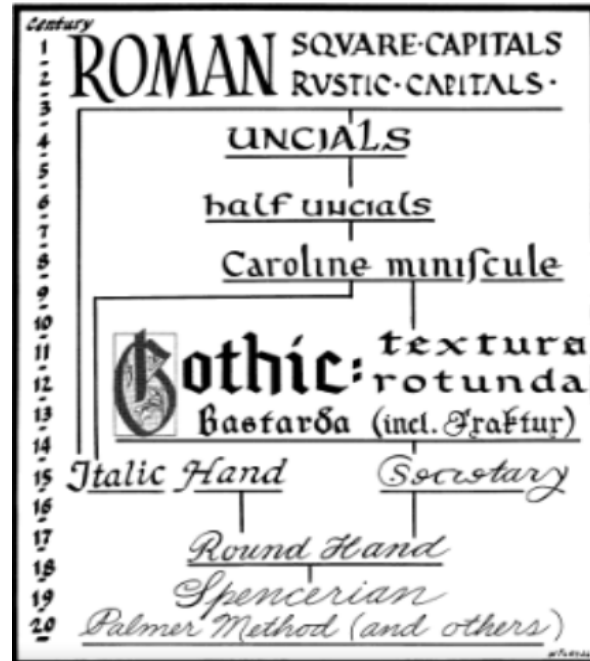 Century
1
ROMAN SQVARE·CAPITALS
2
RVSTIC·CAPITALS·
3
4
UNCIALS
5
6
half uncials
7
8
Caroline miniscule
9
10
11
Gothic: textura
12
rotunda
13
Bastarda (incl. Fraktur)
14
15
Italic Hand Secretary
16
17
Round Hand
18
19
Spencerian
20
Palmer Method (and others)